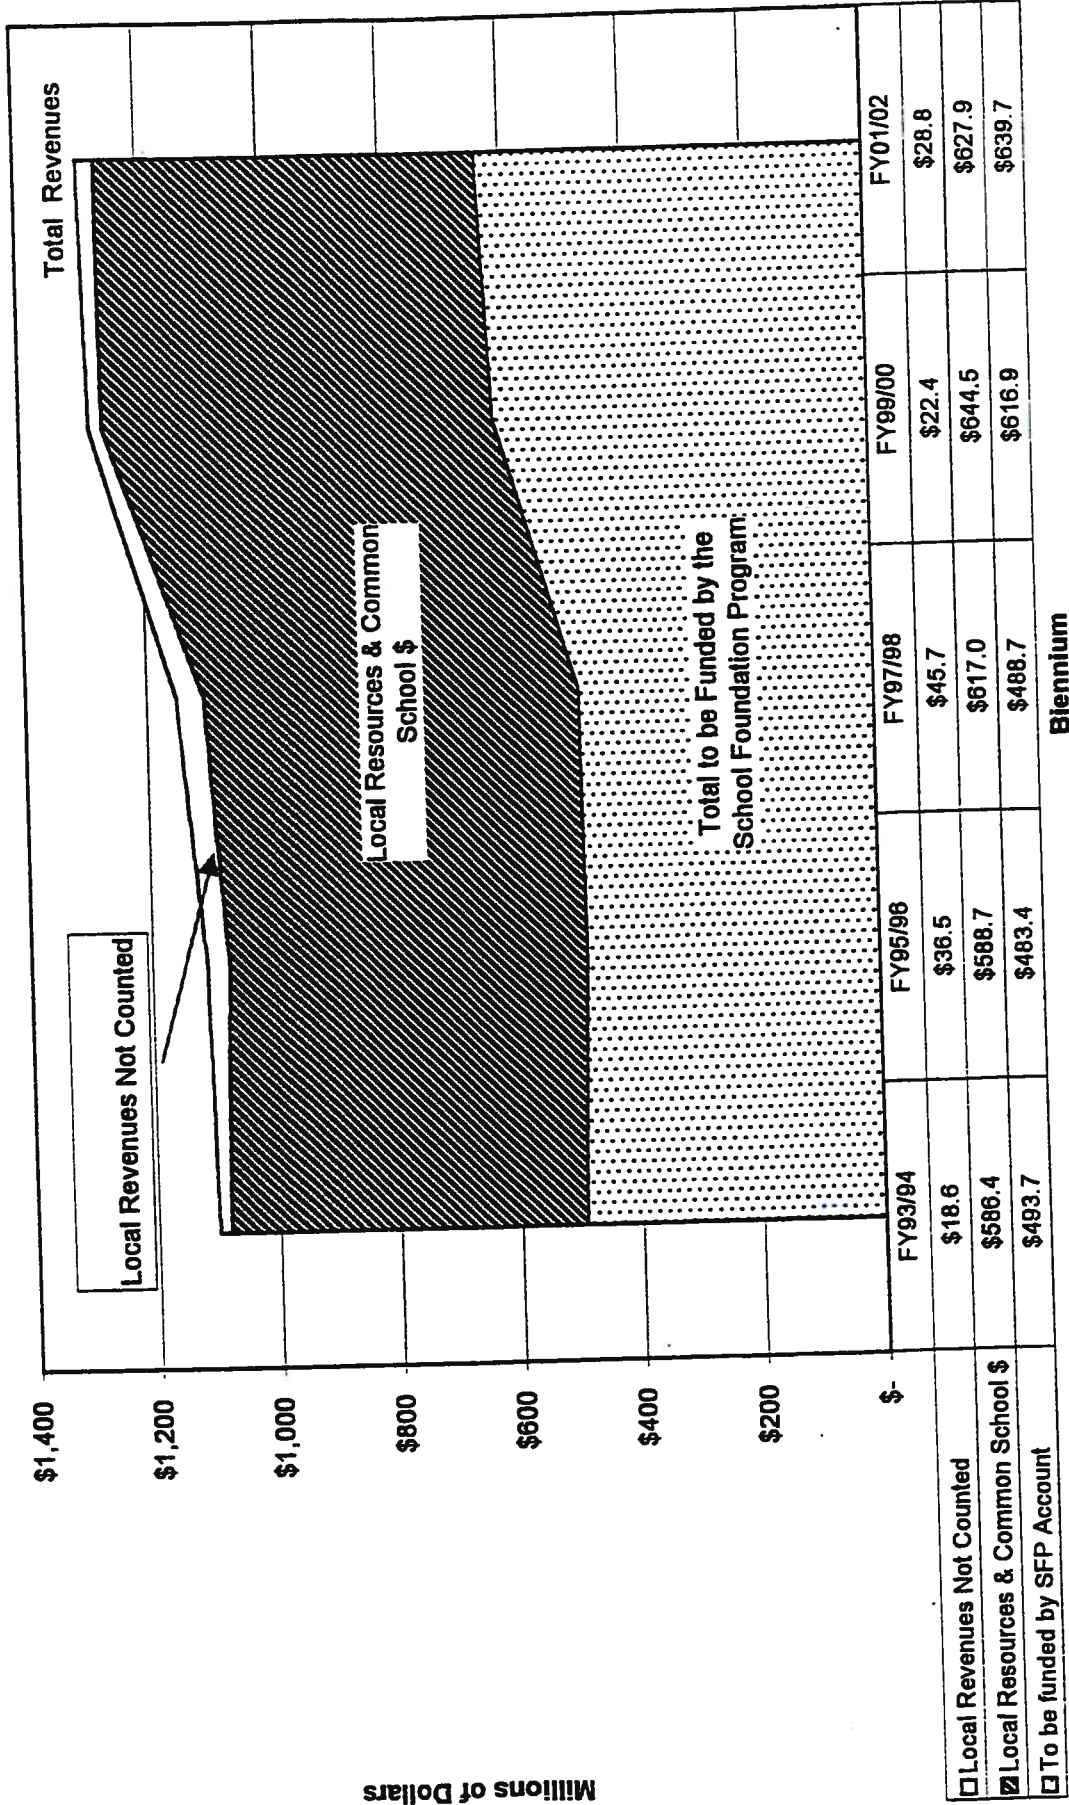 Total Revenues
$1,400
$1,200
$1,000
$800
$600
$400
$200
$-
Millions of Dollars
Local Revenues Not Counted
Local Resources & Common
School $
Total to be Funded by the
School Foundation Program
FY93/94 FY95/96 FY97/98 FY99/00 FY01/02
Local Revenues Not Counted $18.6 $36.5 $45.7 $22.4 $28.8
Local Resources & Common School $ $586.4 $588.7 $617.0 $644.5 $627.9
To be funded by SFP Account $493.7 $483.4 $488.7 $616.9 $639.7
Biennium